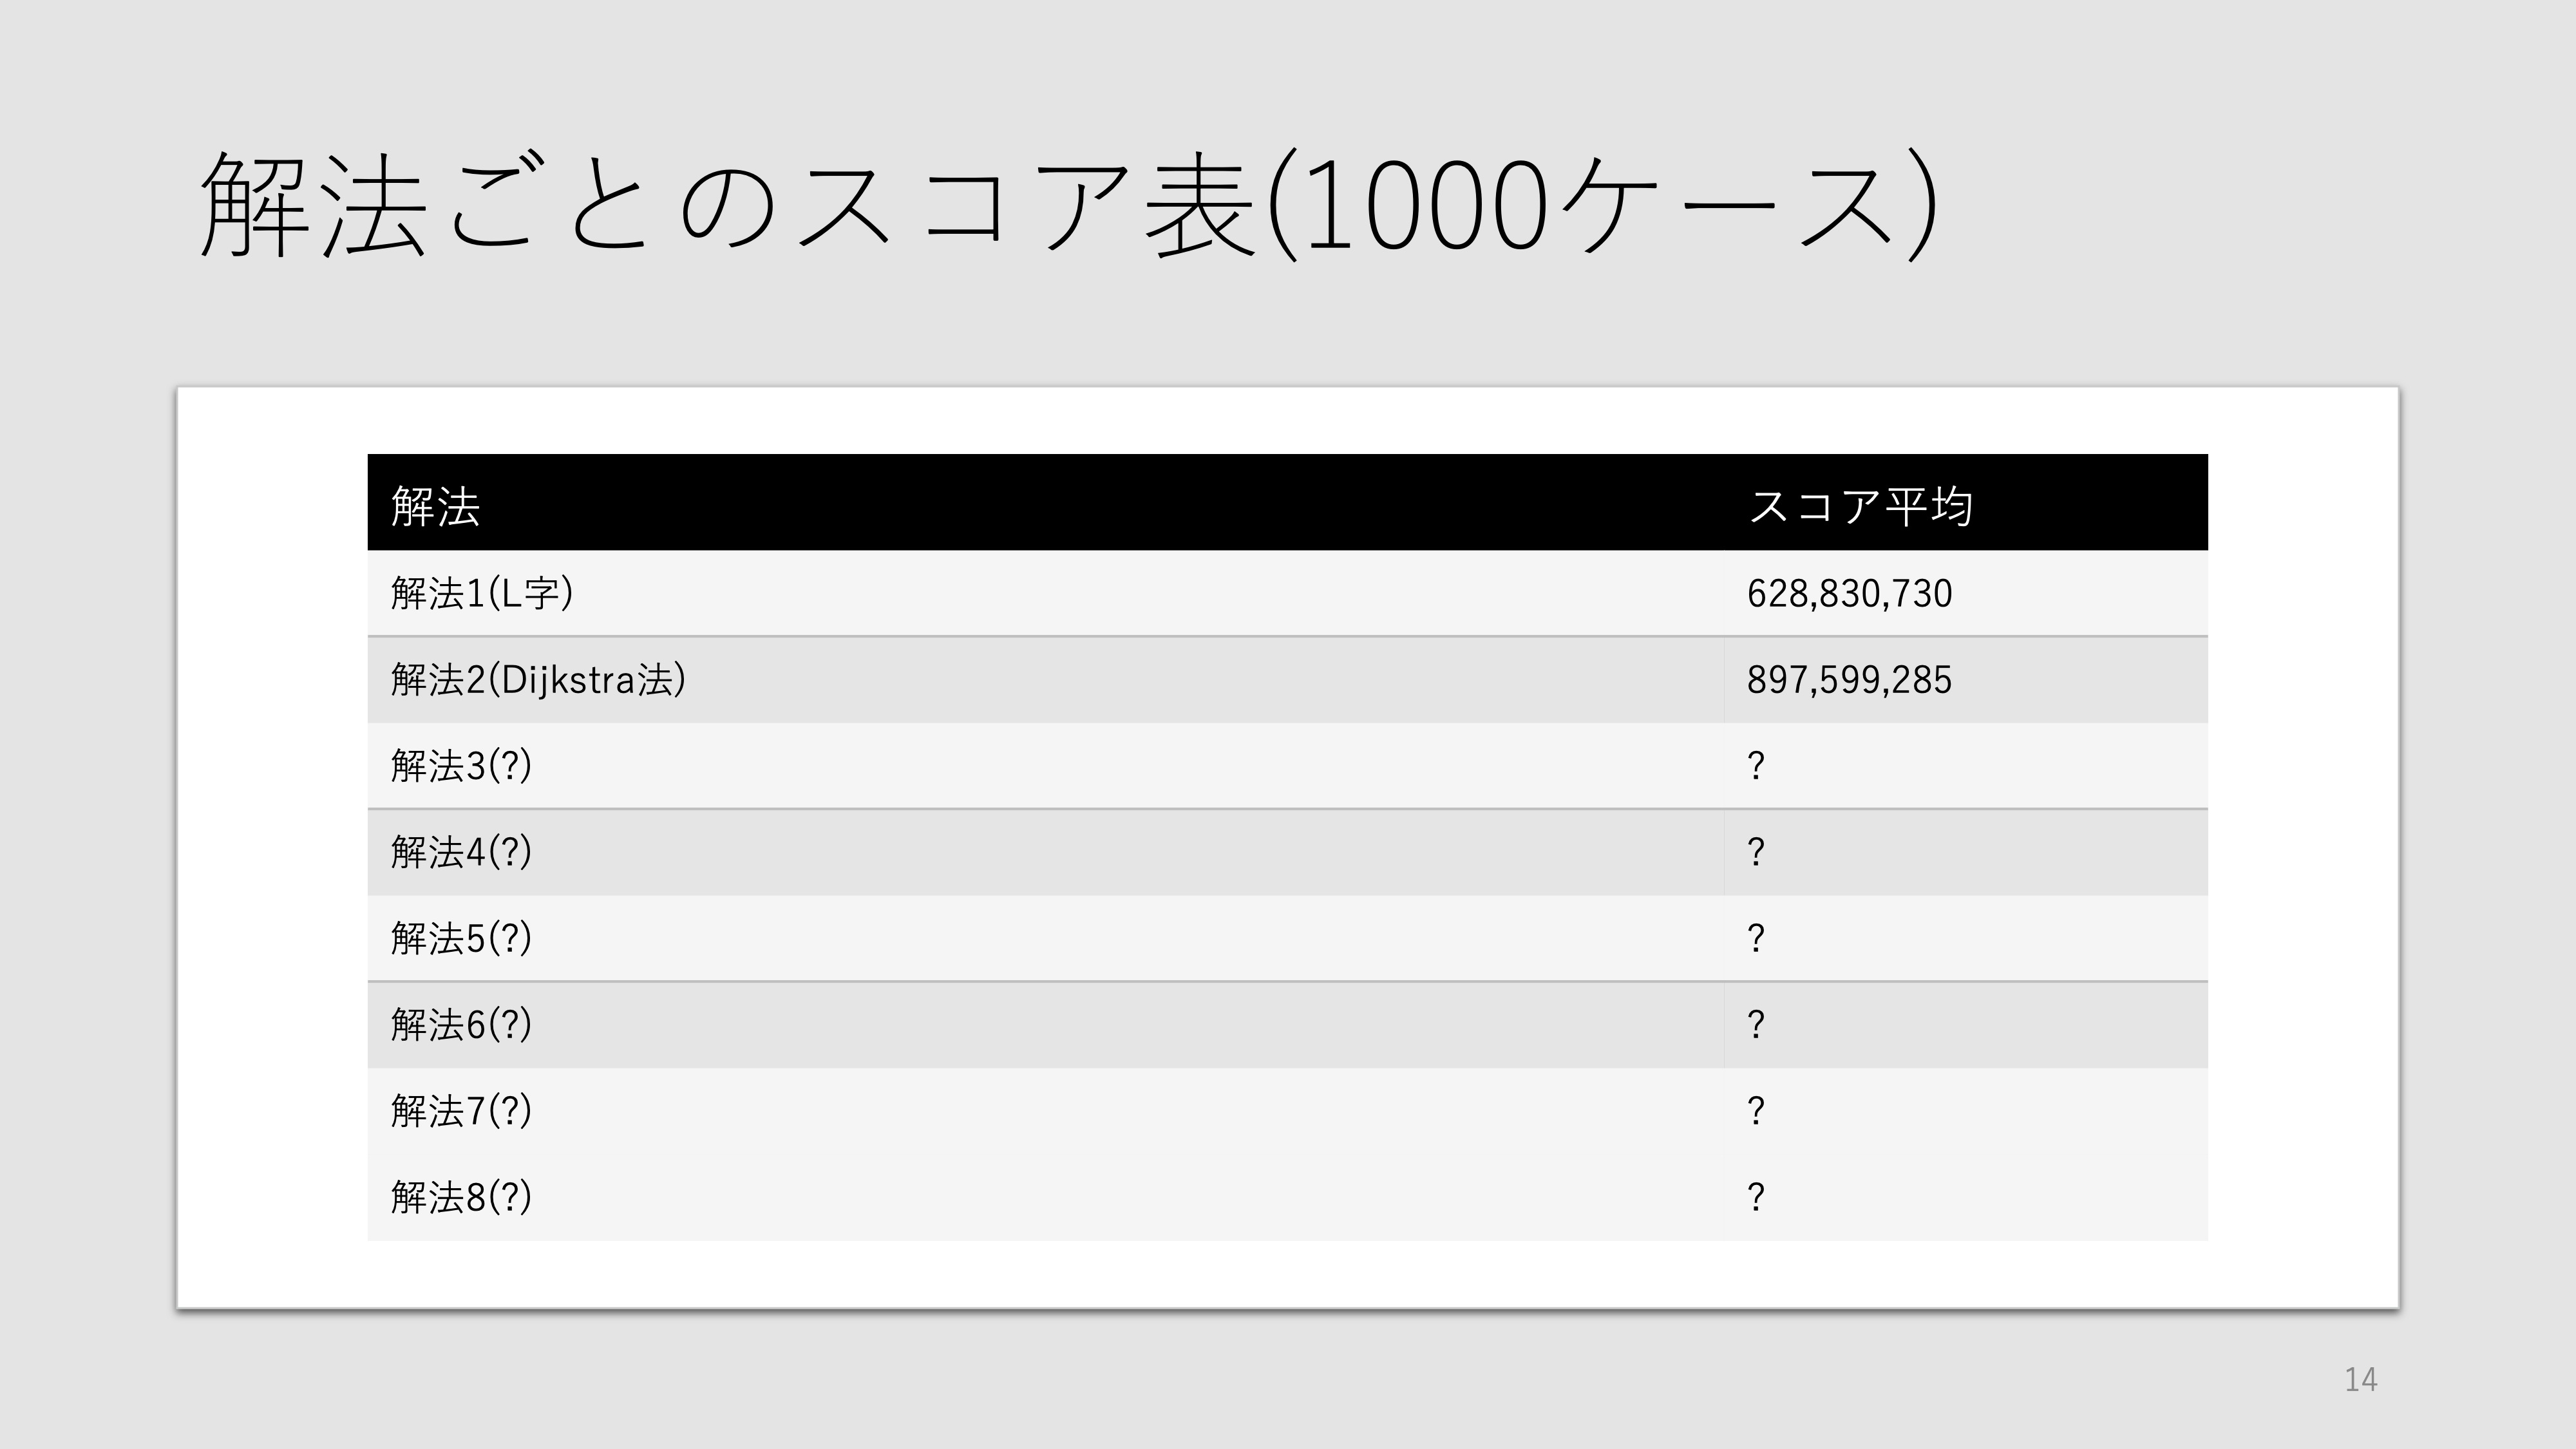 解法ごとのスコア表(1000ケース)
解法 スコア平均
解法1(L字) 628,830,730
解法2(Dijkstra法) 897,599,285
解法3(?) ?
解法4(?) ?
解法5(?) ?
解法6(?) ?
解法7(?) ?
解法8(?) ?
14